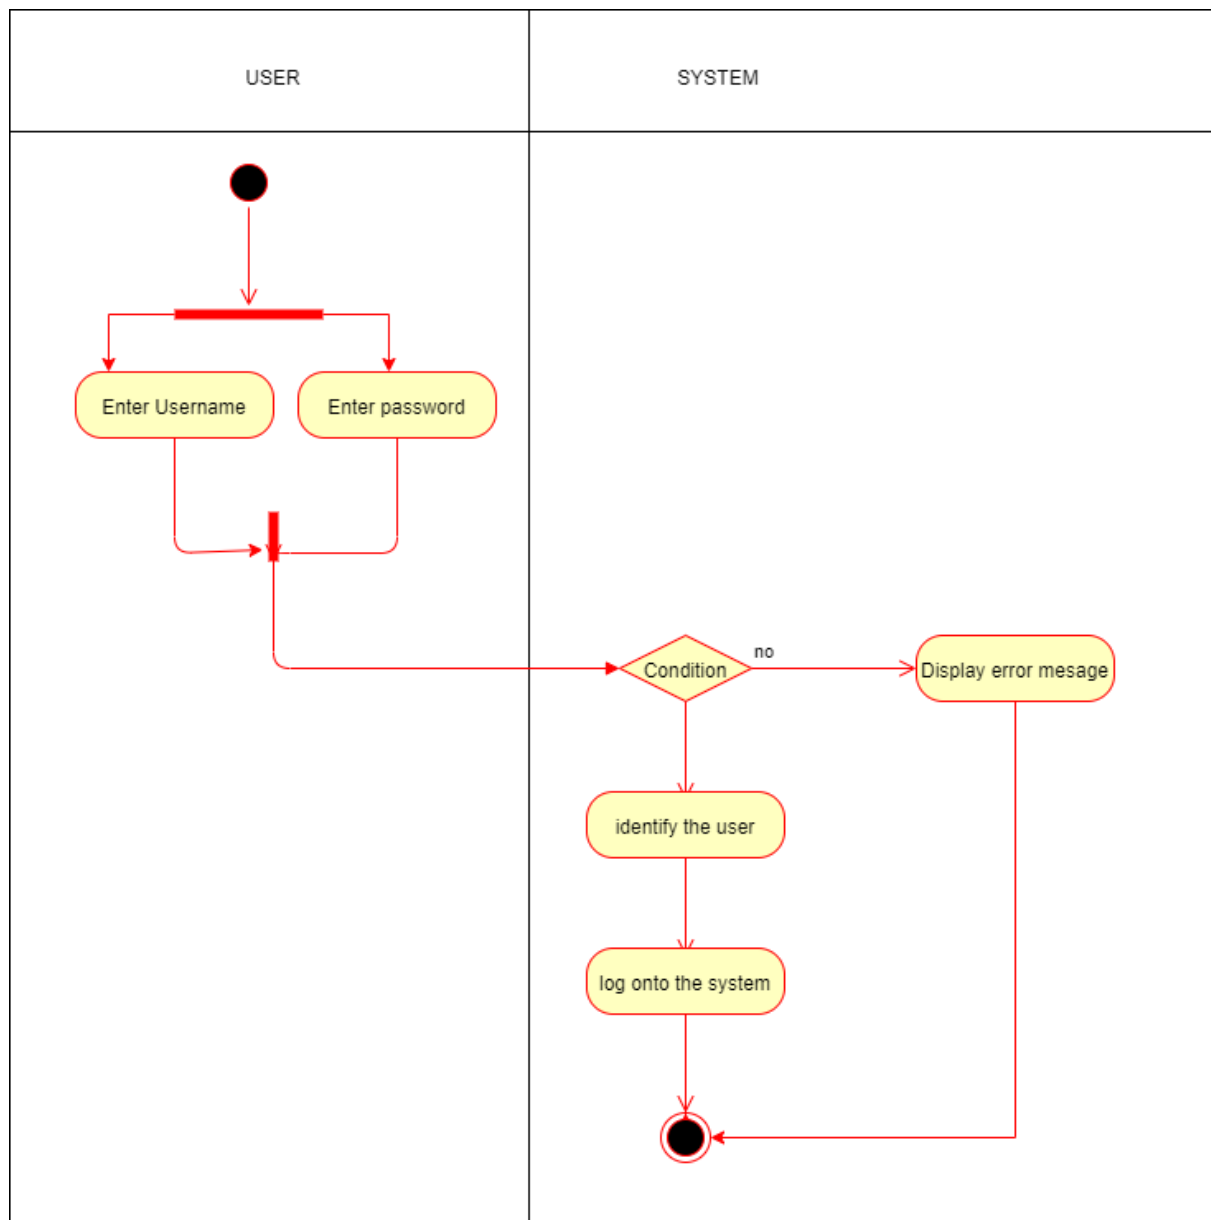 USER
SYSTEM
Enter Username
Enter password
Condition
no
Display error mesage
identify the user
log onto the system